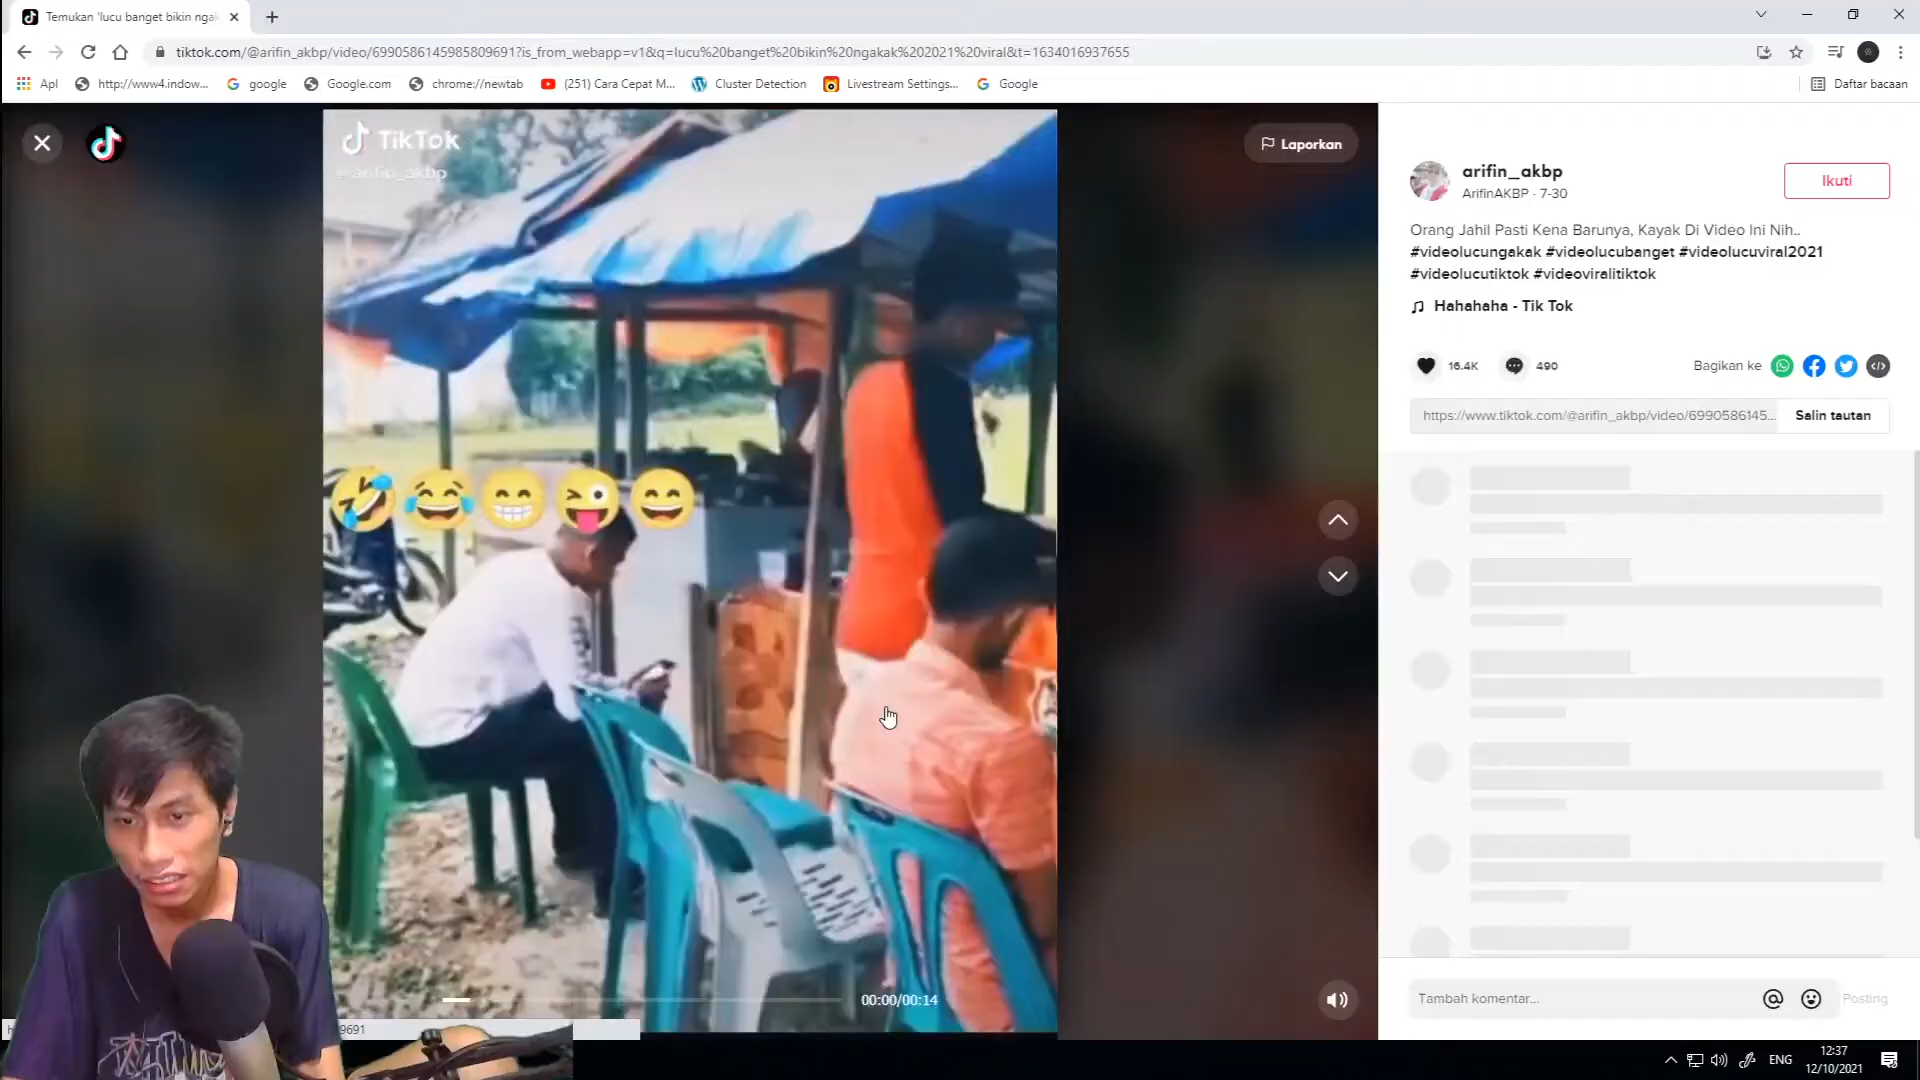 Temukan 'lucu banget bikin ngak
tiktok.com/@arifin_akbp/video/6990586145985809691?is_from_webapp=v1&q=lucu%20banget%20bikin%20ngakak%202021%20viral&t=1634016937655
Apl
http://www4.indow...
google
Google.com
chrome://newtab
(251) Cara Cepat M...
Cluster Detection
Livestream Settings...
Google
Daftar bacaan
TikTok
@arifin_akbp
Laporkan
arifin_akbp
ArifinAKBP · 7-30
Ikuti
Orang Jahil Pasti Kena Barunya, Kayak Di Video Ini Nih..
#videolucungakak #videolucubanget #videolucuviral2021
#videolucutiktok #videoviralitiktok
Hahahaha - Tik Tok
16.4K
490
Bagikan ke
https://www.tiktok.com/@arifin_akbp/video/6990586145...
Salin tautan
00:00/00:14
9691
Tambah komentar...
Posting
ENG
12:37
12/10/2021